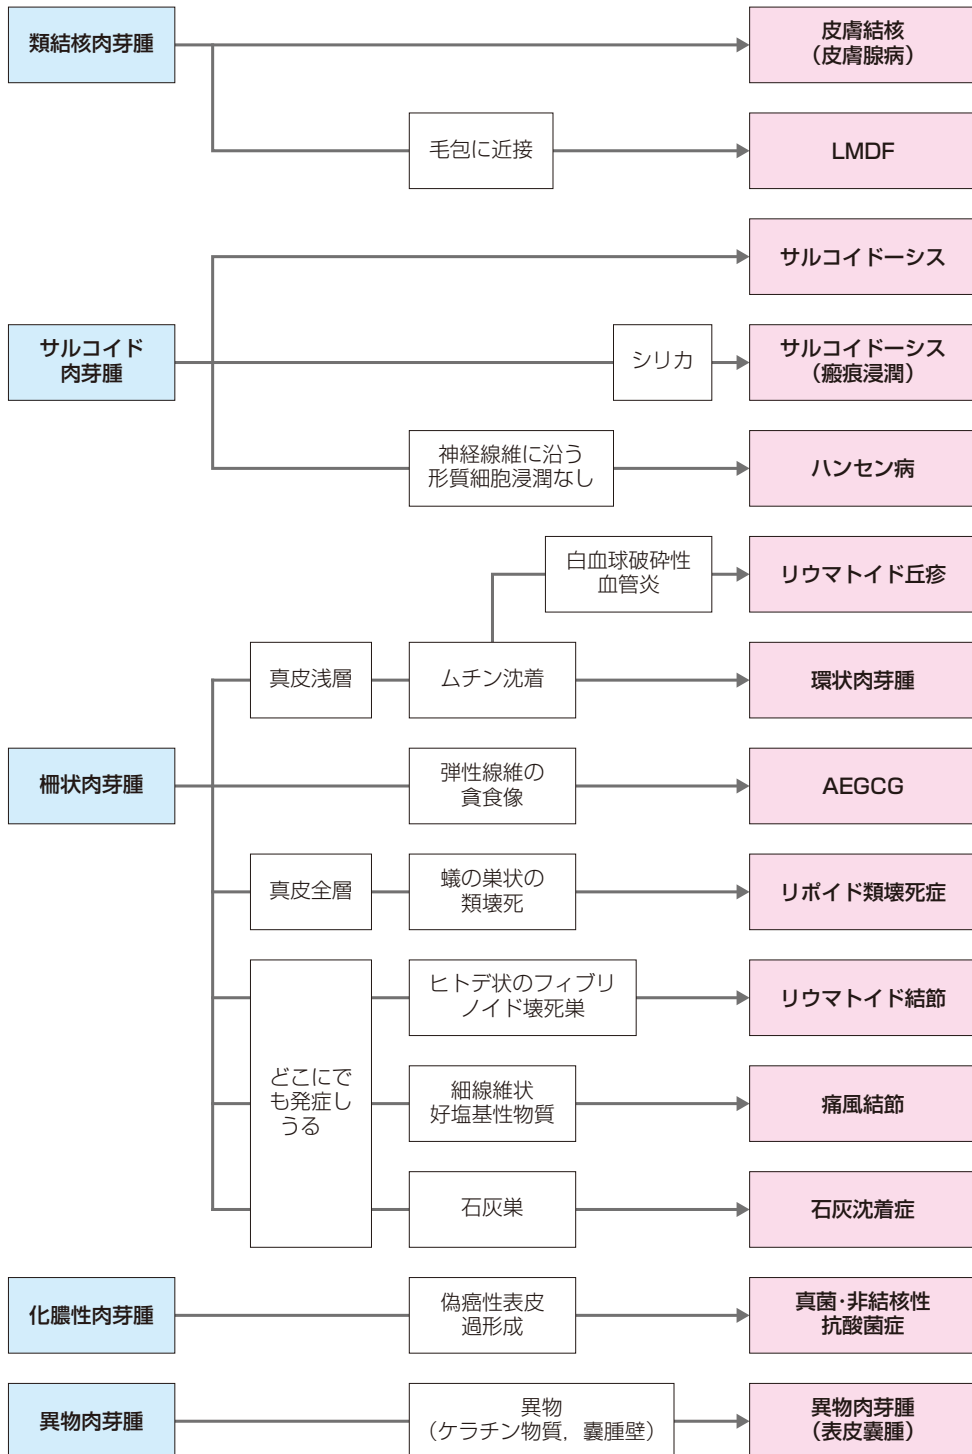 類結核肉芽腫
皮膚結核
（皮膚腺病）
毛包に近接
LMDF
サルコイドーシス
サルコイド
肉芽腫
シリカ
サルコイドーシス
（瘢痕浸潤）
神経線維に沿う
形質細胞浸潤なし
ハンセン病
白血球破砕性
血管炎
リウマトイド丘疹
真皮浅層
ムチン沈着
環状肉芽腫
柵状肉芽腫
弾性線維の
貪食像
AEGCG
真皮全層
蟻の巣状の
類壊死
リポイド類壊死症
ヒトデ状のフィブリ
ノイド壊死巣
リウマトイド結節
どこにで
も発症し
うる
細線維状
好塩基性物質
痛風結節
石灰巣
石灰沈着症
化膿性肉芽腫
偽癌性表皮
過形成
真菌・非結核性
抗酸菌症
異物肉芽腫
異物
（ケラチン物質，嚢腫壁）
異物肉芽腫
（表皮嚢腫）